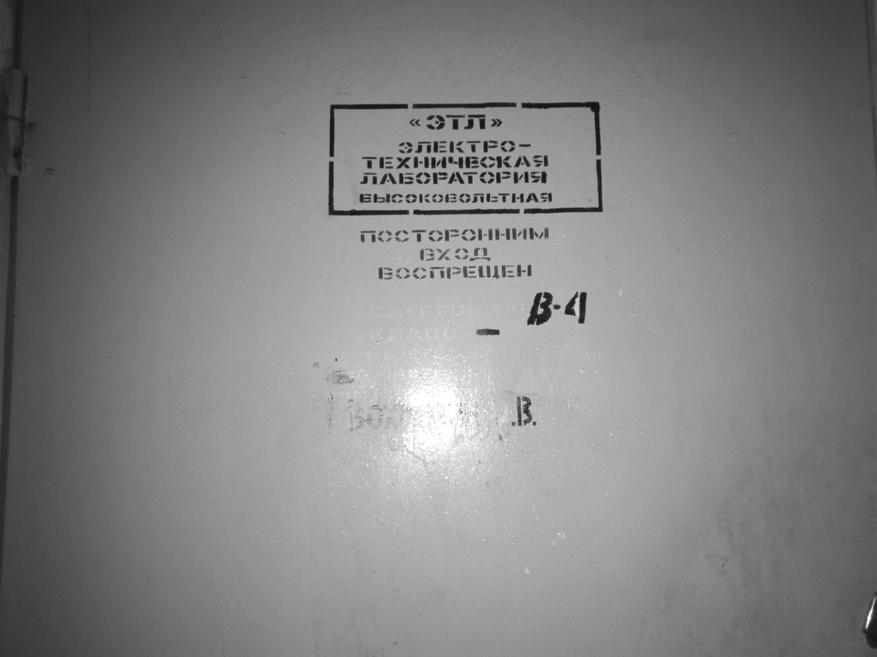 «ЭТЛ»
ЭЛЕКТРО-
ТЕХНИЧЕСКАЯ
ЛАБОРАТОРИЯ
ВЫСОКОВОЛЬТНАЯ
ПОСТОРОННИМ
ВХОД
ВОСПРЕЩЕН
В-4
.В.